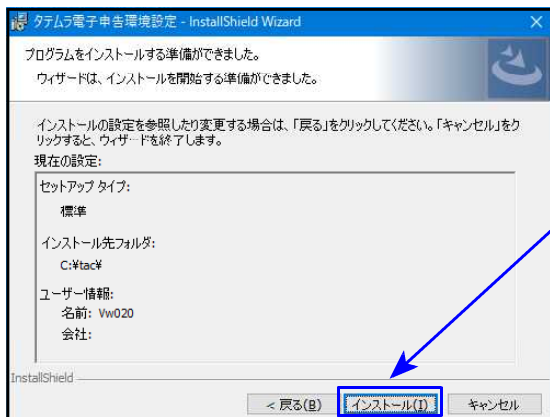 タテムラ電子申告環境設定 - InstallShield Wizard
プログラムをインストールする準備ができました。
ウィザードは、インストールを開始する準備ができました。
インストールの設定を参照したり変更する場合は、「戻る」をクリックしてください。「キャンセル」をク
リックすると、ウィザードを終了します。
現在の設定:
セットアップ タイプ:
標準
インストール先フォルダ:
C:¥tac¥
ユーザー情報:
名前: Vw020
会社:
InstallShield
< 戻る(B)
インストール(I)
キャンセル